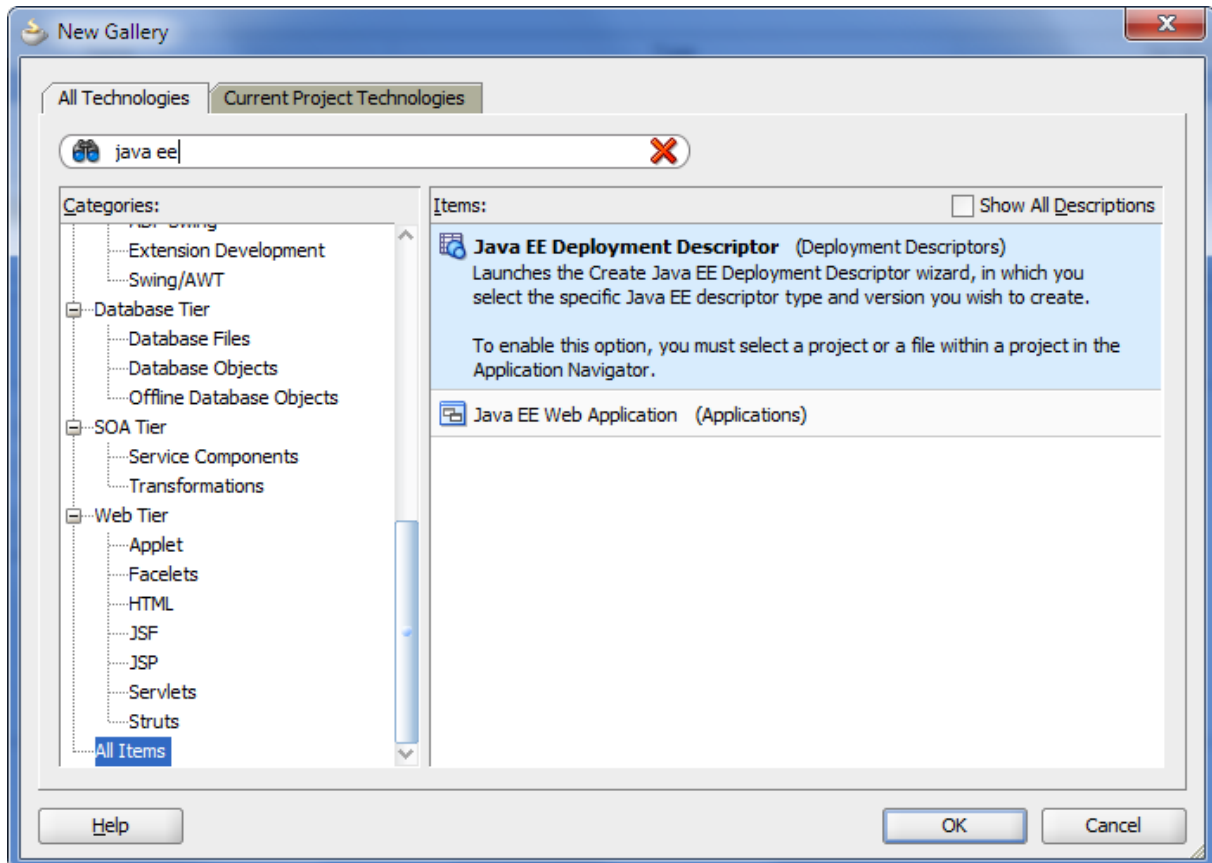 New Gallery
All Technologies
Current Project Technologies
java ee
Categories:
Extension Development
Swing/AWT
Database Tier
Database Files
Database Objects
Offline Database Objects
SOA Tier
Service Components
Transformations
Web Tier
Applet
Facelets
HTML
JSF
JSP
Servlets
Struts
All Items
Items:
Show All Descriptions
Java EE Deployment Descriptor (Deployment Descriptors)
Launches the Create Java EE Deployment Descriptor wizard, in which you
select the specific Java EE descriptor type and version you wish to create.
To enable this option, you must select a project or a file within a project in the
Application Navigator.
Java EE Web Application (Applications)
Help
OK
Cancel